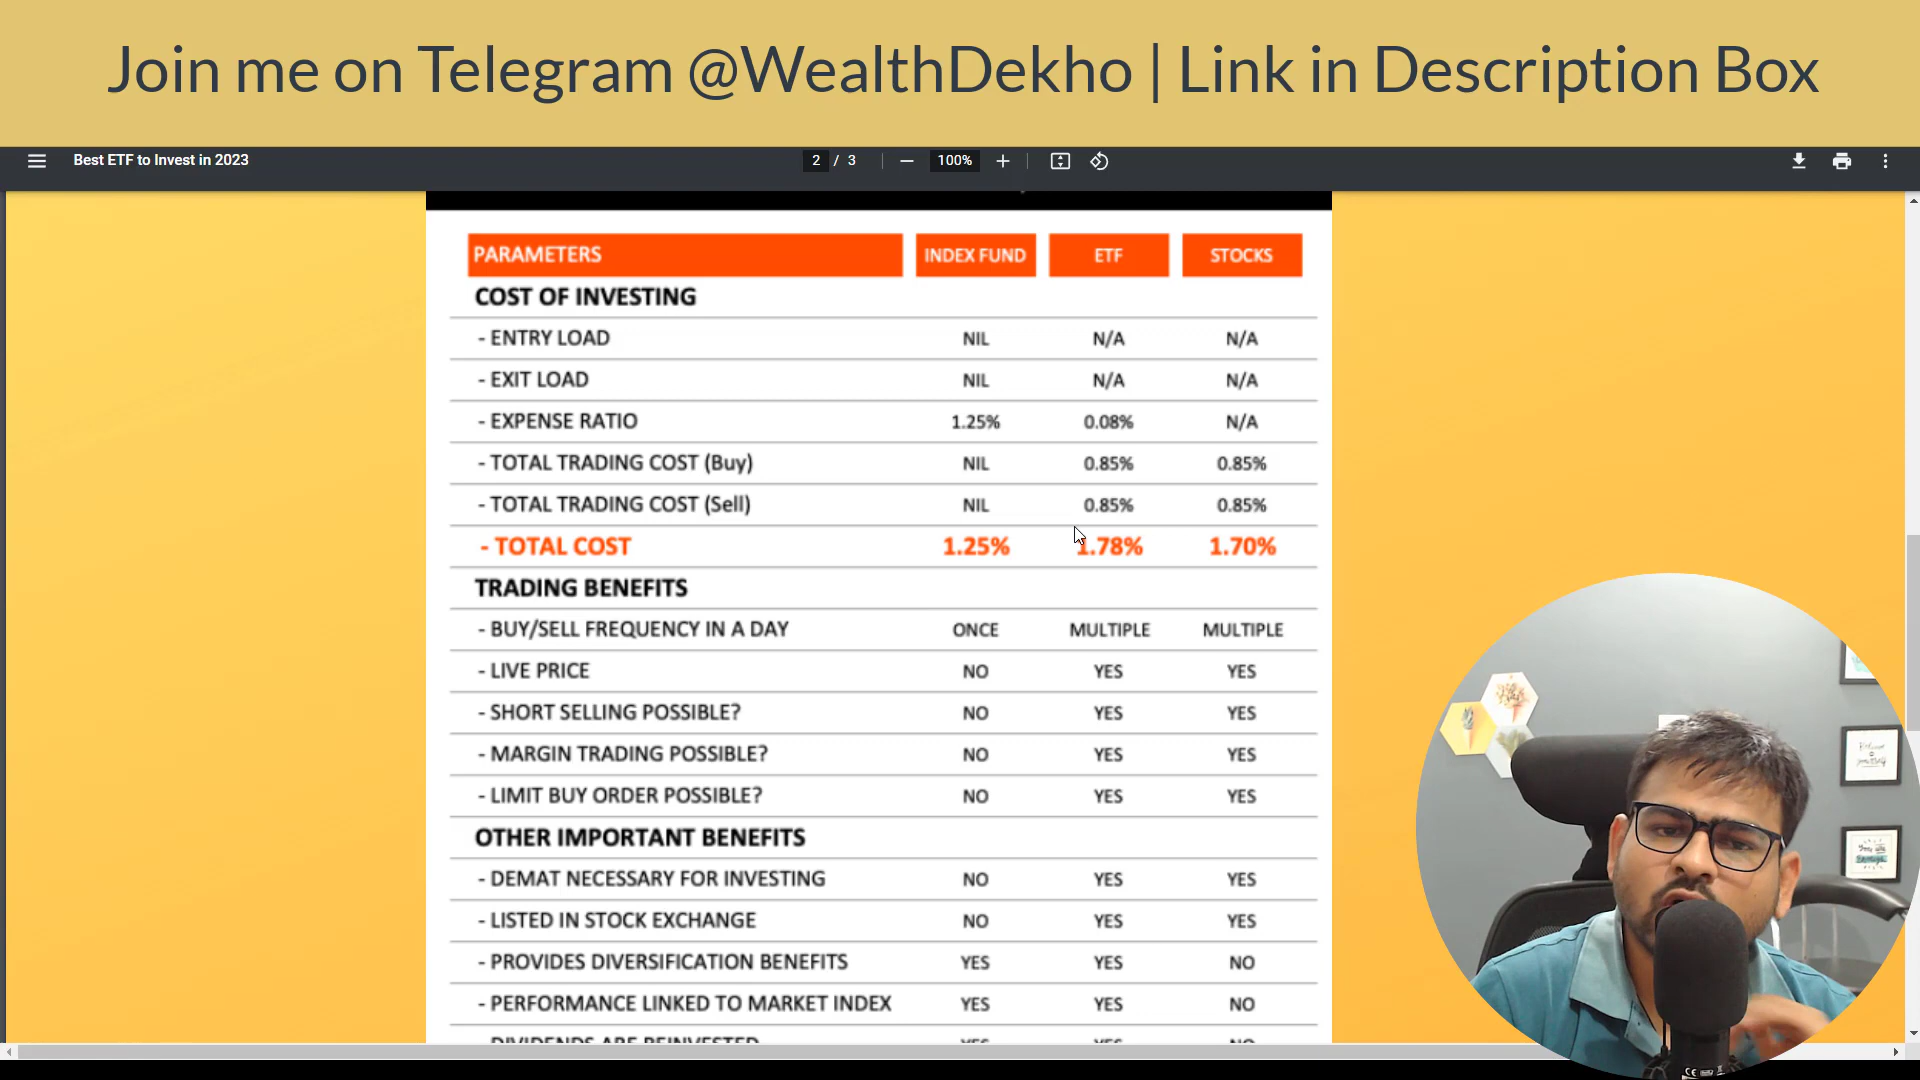 Join me on Telegram @WealthDekho | Link in Description Box
Best ETF to Invest in 2023
2 / 3
100%
PARAMETERS INDEX FUND ETF STOCKS
COST OF INVESTING
- ENTRY LOAD NIL N/A N/A
- EXIT LOAD NIL N/A N/A
- EXPENSE RATIO 1.25% 0.08% N/A
- TOTAL TRADING COST (Buy) NIL 0.85% 0.85%
- TOTAL TRADING COST (Sell) NIL 0.85% 0.85%
- TOTAL COST 1.25% 1.78% 1.70%
TRADING BENEFITS
- BUY/SELL FREQUENCY IN A DAY ONCE MULTIPLE MULTIPLE
- LIVE PRICE NO YES YES
- SHORT SELLING POSSIBLE? NO YES YES
- MARGIN TRADING POSSIBLE? NO YES YES
- LIMIT BUY ORDER POSSIBLE? NO YES YES
OTHER IMPORTANT BENEFITS
- DEMAT NECESSARY FOR INVESTING NO YES YES
- LISTED IN STOCK EXCHANGE NO YES YES
- PROVIDES DIVERSIFICATION BENEFITS YES YES NO
- PERFORMANCE LINKED TO MARKET INDEX YES YES NO
- DIVIDENDS ARE REINVESTED YES YES NO